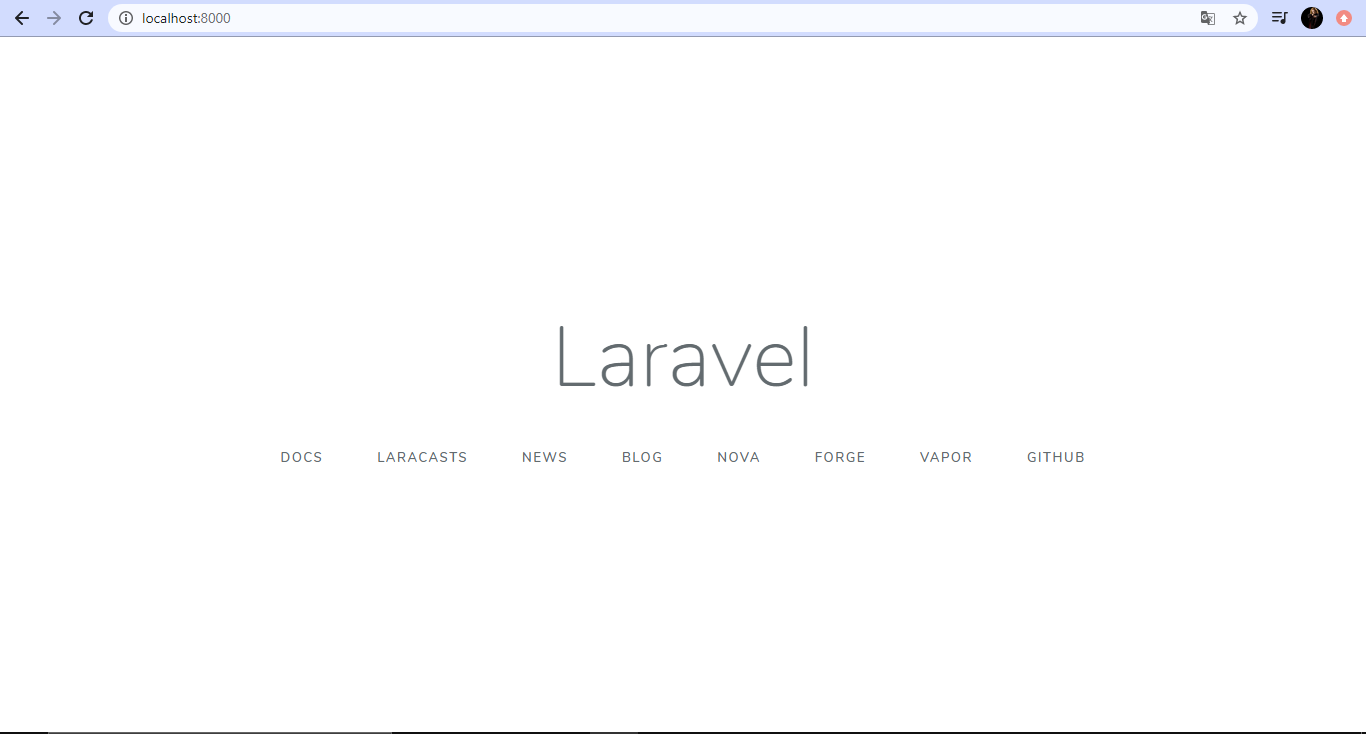 localhost:8000
Laravel
DOCS LARACASTS NEWS BLOG NOVA FORGE VAPOR GITHUB